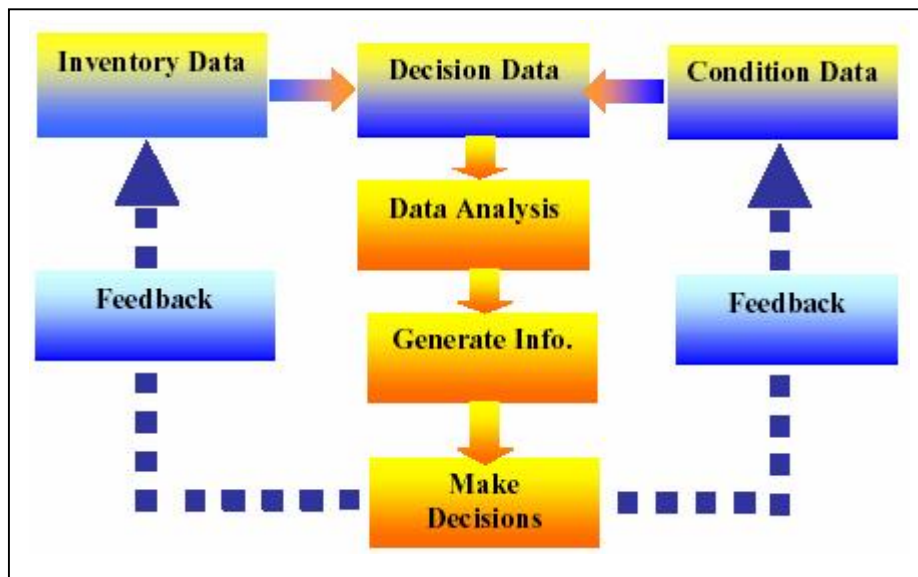 Inventory Data
Decision Data
Condition Data
Data Analysis
Feedback
Feedback
Generate Info.
Make
Decisions